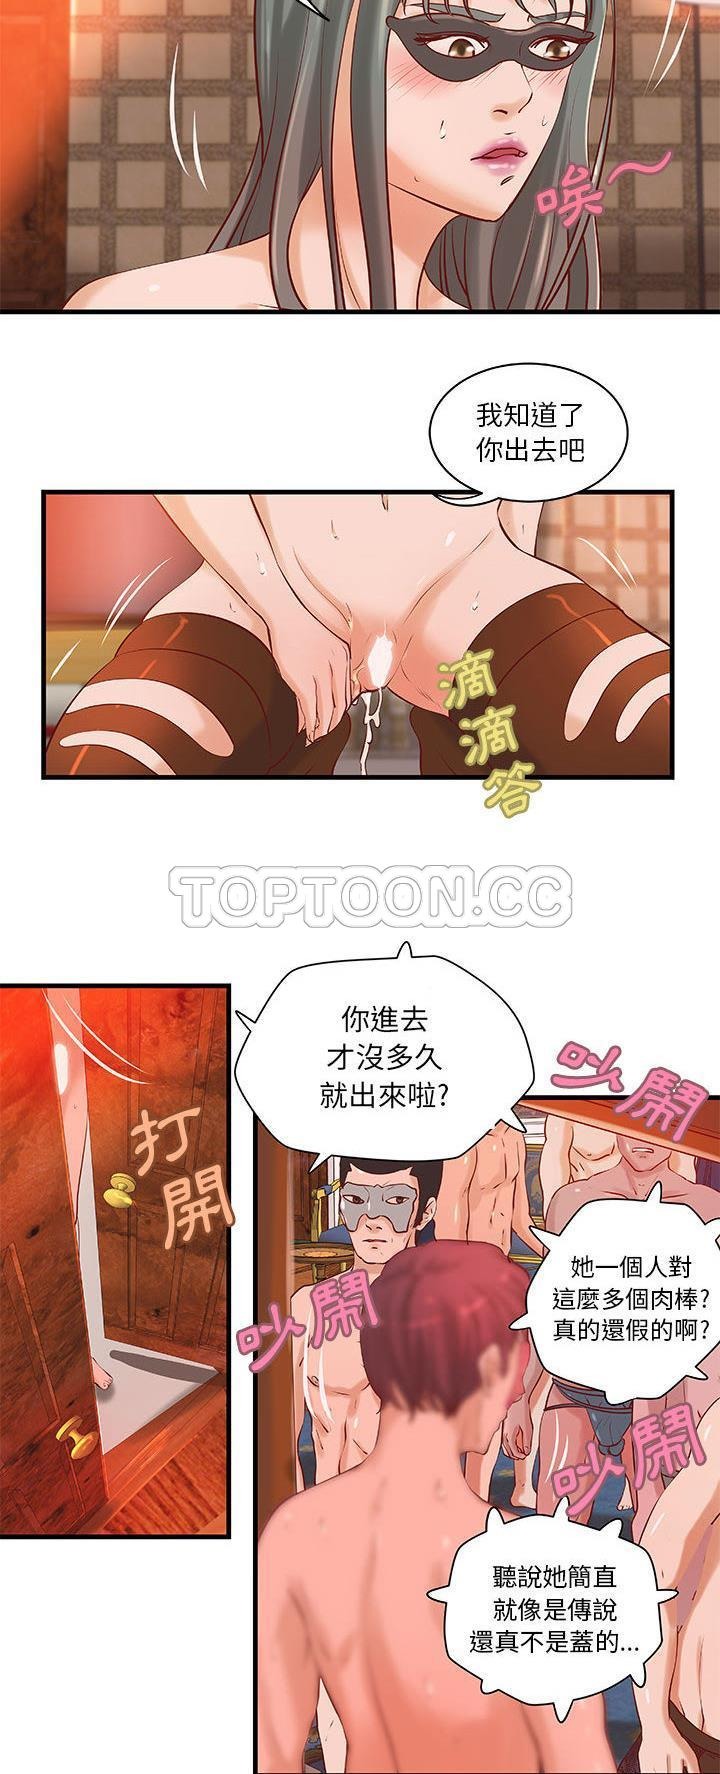 唉～
我知道了
你出去吧
滴
滴
答
TOPTOON.CC
你進去
才沒多久
就出來啦?
打
開
吵鬧
她一個人對
這麼多個肉棒?
真的還假的啊?
吵鬧
吵鬧
聽說她簡直
就像是傳說
還真不是蓋的...